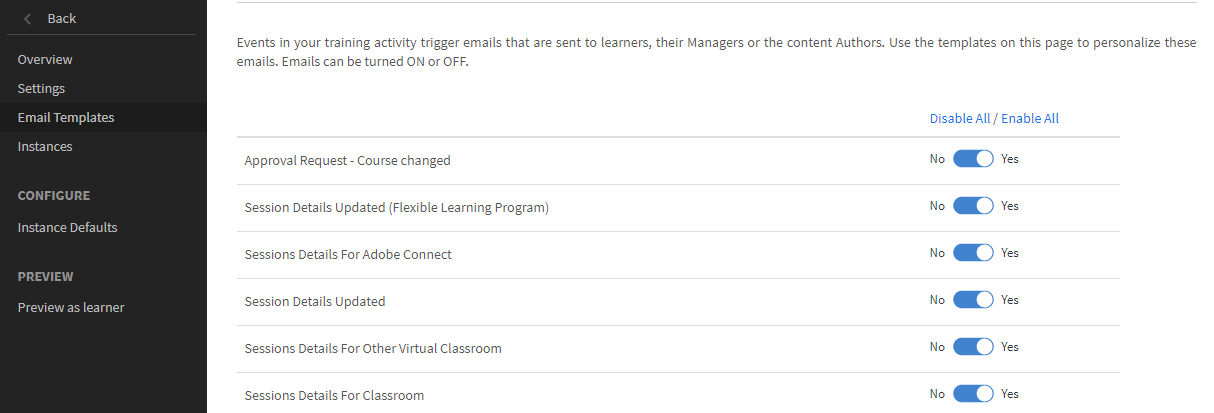 Back
Overview
Settings
Email Templates
Instances
CONFIGURE
Instance Defaults
PREVIEW
Preview as learner
Events in your training activity trigger emails that are sent to learners, their Managers or the content Authors. Use the templates on this page to personalize these
emails. Emails can be turned ON or OFF.
Disable All / Enable All
Approval Request - Course changed No Yes
Session Details Updated (Flexible Learning Program) No Yes
Sessions Details For Adobe Connect No Yes
Session Details Updated No Yes
Sessions Details For Other Virtual Classroom No Yes
Sessions Details For Classroom No Yes